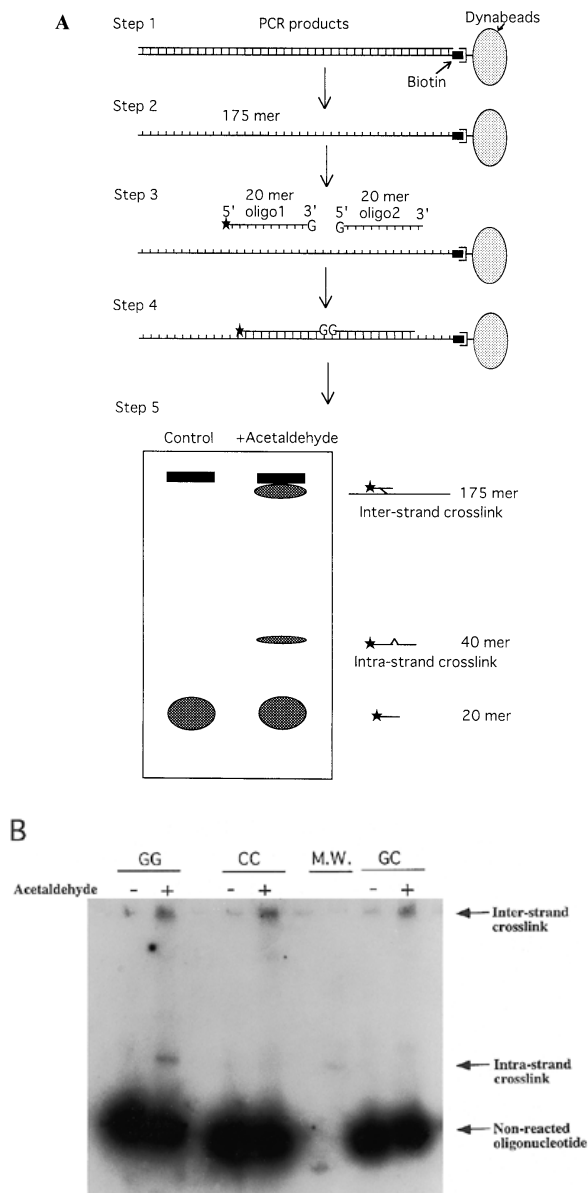 A
Step 1
PCR products
Dynabeads
Biotin
Step 2
175 mer
Step 3
20 mer
20 mer
5' oligo1 3'
5' oligo2 3'
G
G
Step 4
GG
Step 5
Control
+Acetaldehyde
175 mer
Inter-strand crosslink
40 mer
Intra-strand crosslink
20 mer
B
GG
CC
M.W.
GC
Acetaldehyde - + - + - +
Inter-strand
crosslink
Intra-strand
crosslink
Non-reacted
oligonucleotide